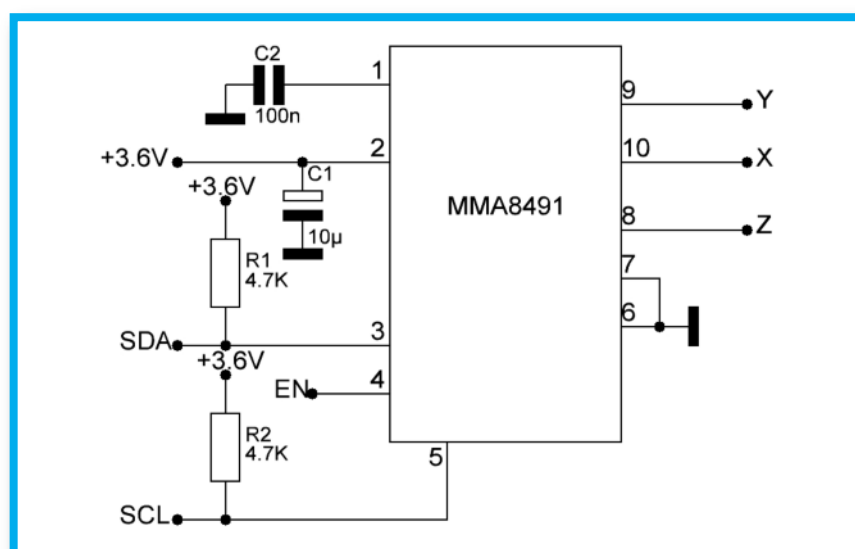 C2
100n
1
+3.6V
2
+3.6V
C1
10µ
R1
4.7K
SDA
3
+3.6V
EN
4
R2
4.7K
SCL
5
MMA8491
9
Y
10
X
8
Z
7
6